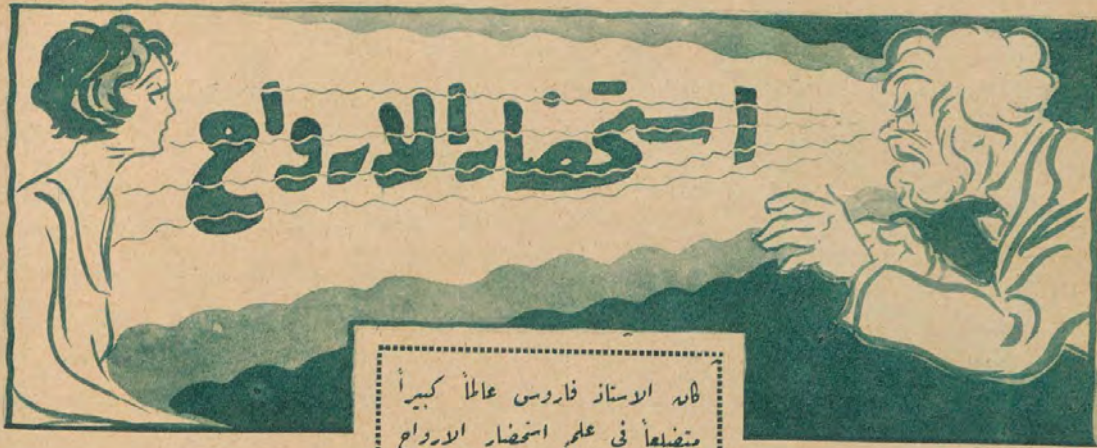 استحضار الارواح
كان الاستاذ فاروس عالماً كبيراً
متضلعاً في علم استحضار الارواح